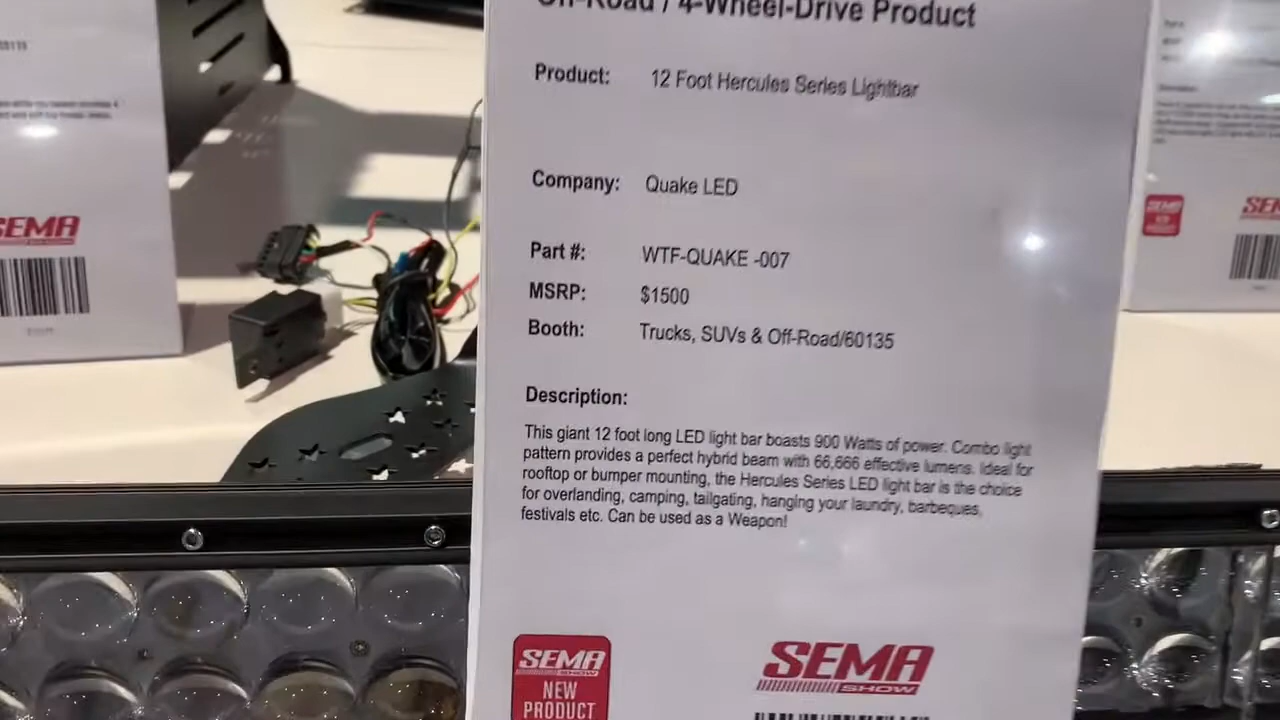 Off-Road / 4-Wheel-Drive Product
Product: 12 Foot Hercules Series Lightbar
Company: Quake LED
Part #: WTF-QUAKE -007
MSRP: $1500
Booth: Trucks, SUVs & Off-Road/60135
Description:
This giant 12 foot long LED light bar boasts 900 Watts of power. Combo light
pattern provides a perfect hybrid beam with 66,666 effective lumens. Ideal for
rooftop or bumper mounting, the Hercules Series LED light bar is the choice
for overlanding, camping, tailgating, hanging your laundry, barbeques,
festivals etc. Can be used as a Weapon!
SEMA
SHOW
NEW
PRODUCT
SEMA
SHOW
SEMA
SEMA